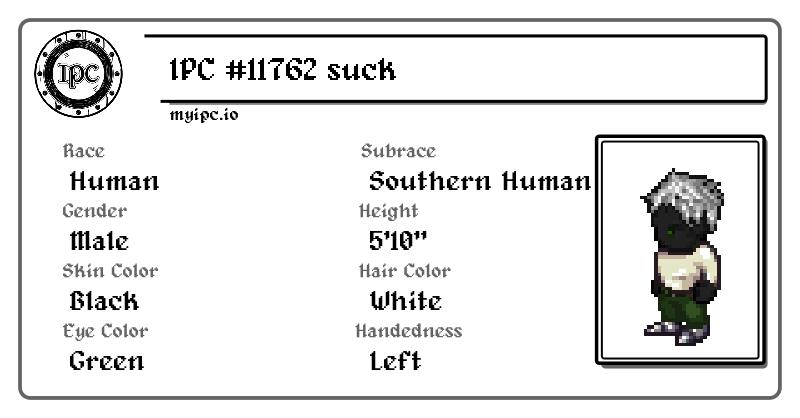 IPC
IPC #11762 suck
myipc.io
Race
Subrace
Human
Southern Human
Gender
Height
Male
5'10"
Skin Color
Hair Color
Black
White
Eye Color
Handedness
Green
Left